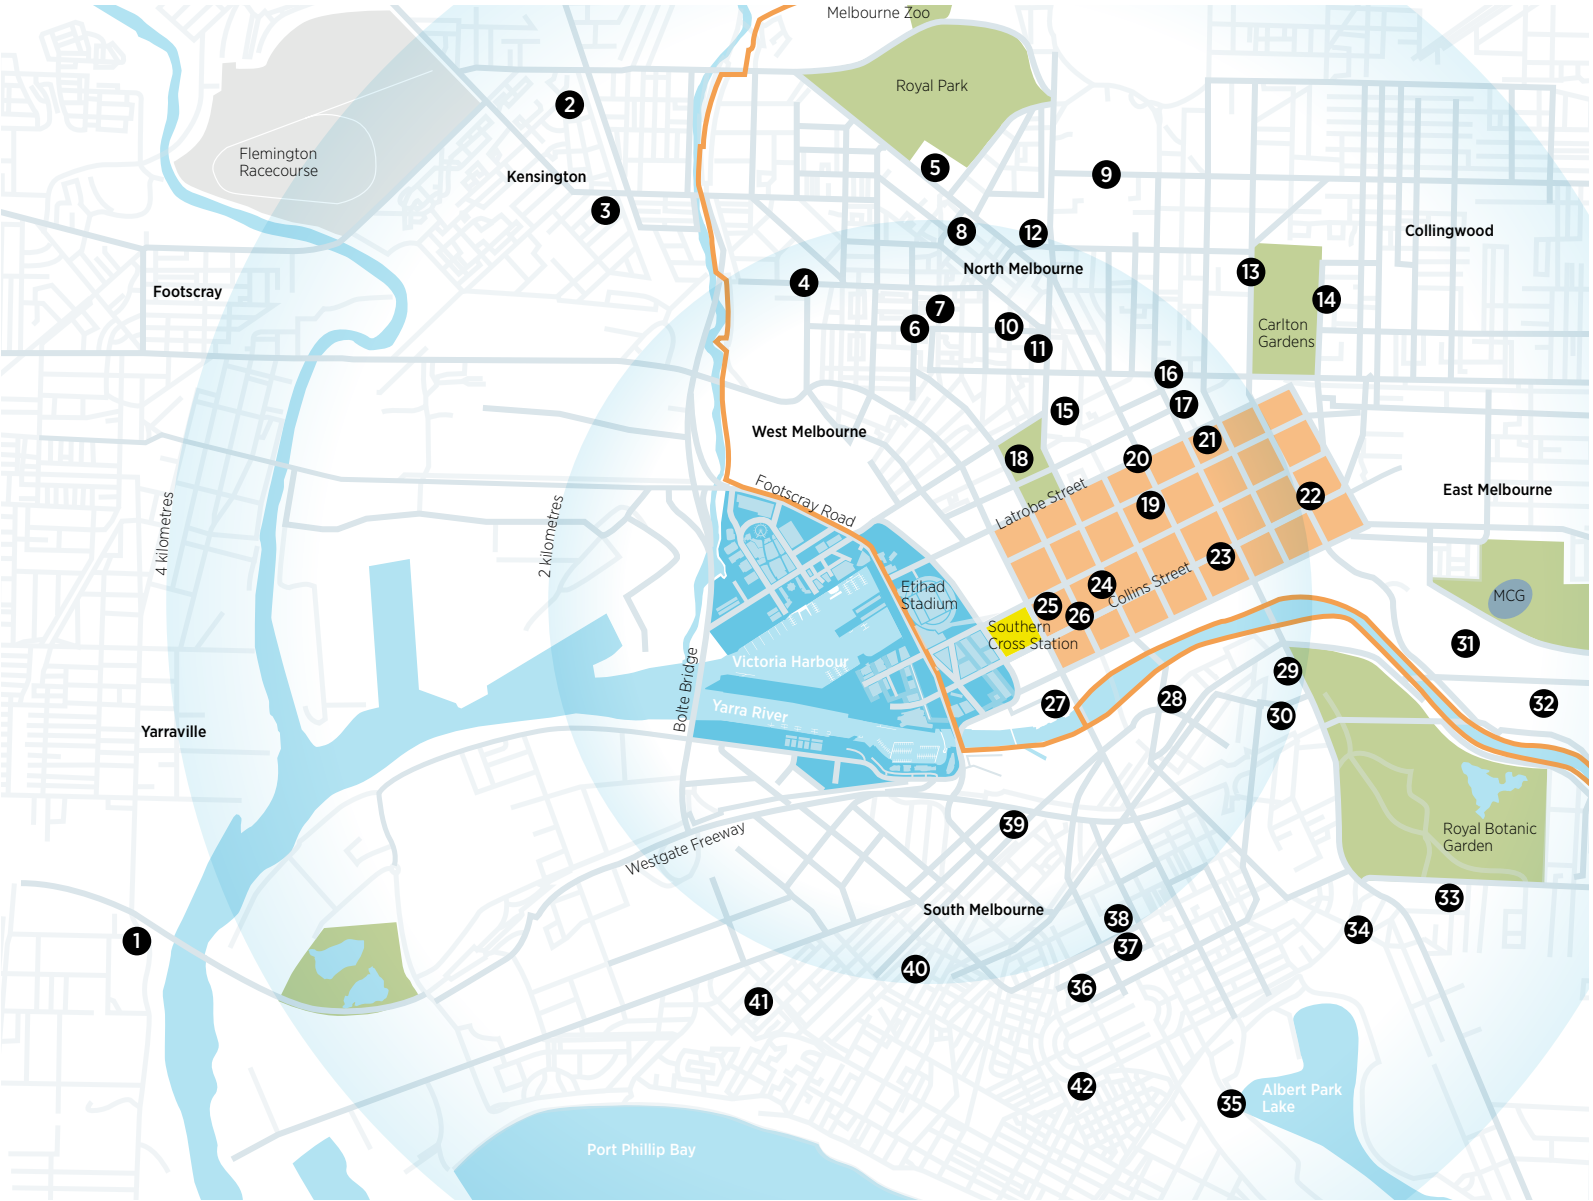 Melbourne Zoo
Royal Park
2
Flemington
Racecourse
5
9
Kensington
3
8
12
Collingwood
North Melbourne
13
4
Footscray
14
7
6
10
Carlton
Gardens
11
16
17
15
West Melbourne
21
18
20
Footscray Road
Latrobe Street
19
22
East Melbourne
4 kilometres
2 kilometres
23
Etihad
Stadium
24
Collins Street
MCG
25
26
Southern
Cross Station
31
Victoria Harbour
29
Bolte Bridge
28
27
32
Yarra River
30
Yarraville
39
Royal Botanic
Garden
Westgate Freeway
33
South Melbourne
38
34
1
37
40
36
41
42
Albert Park
Lake
35
Port Phillip Bay